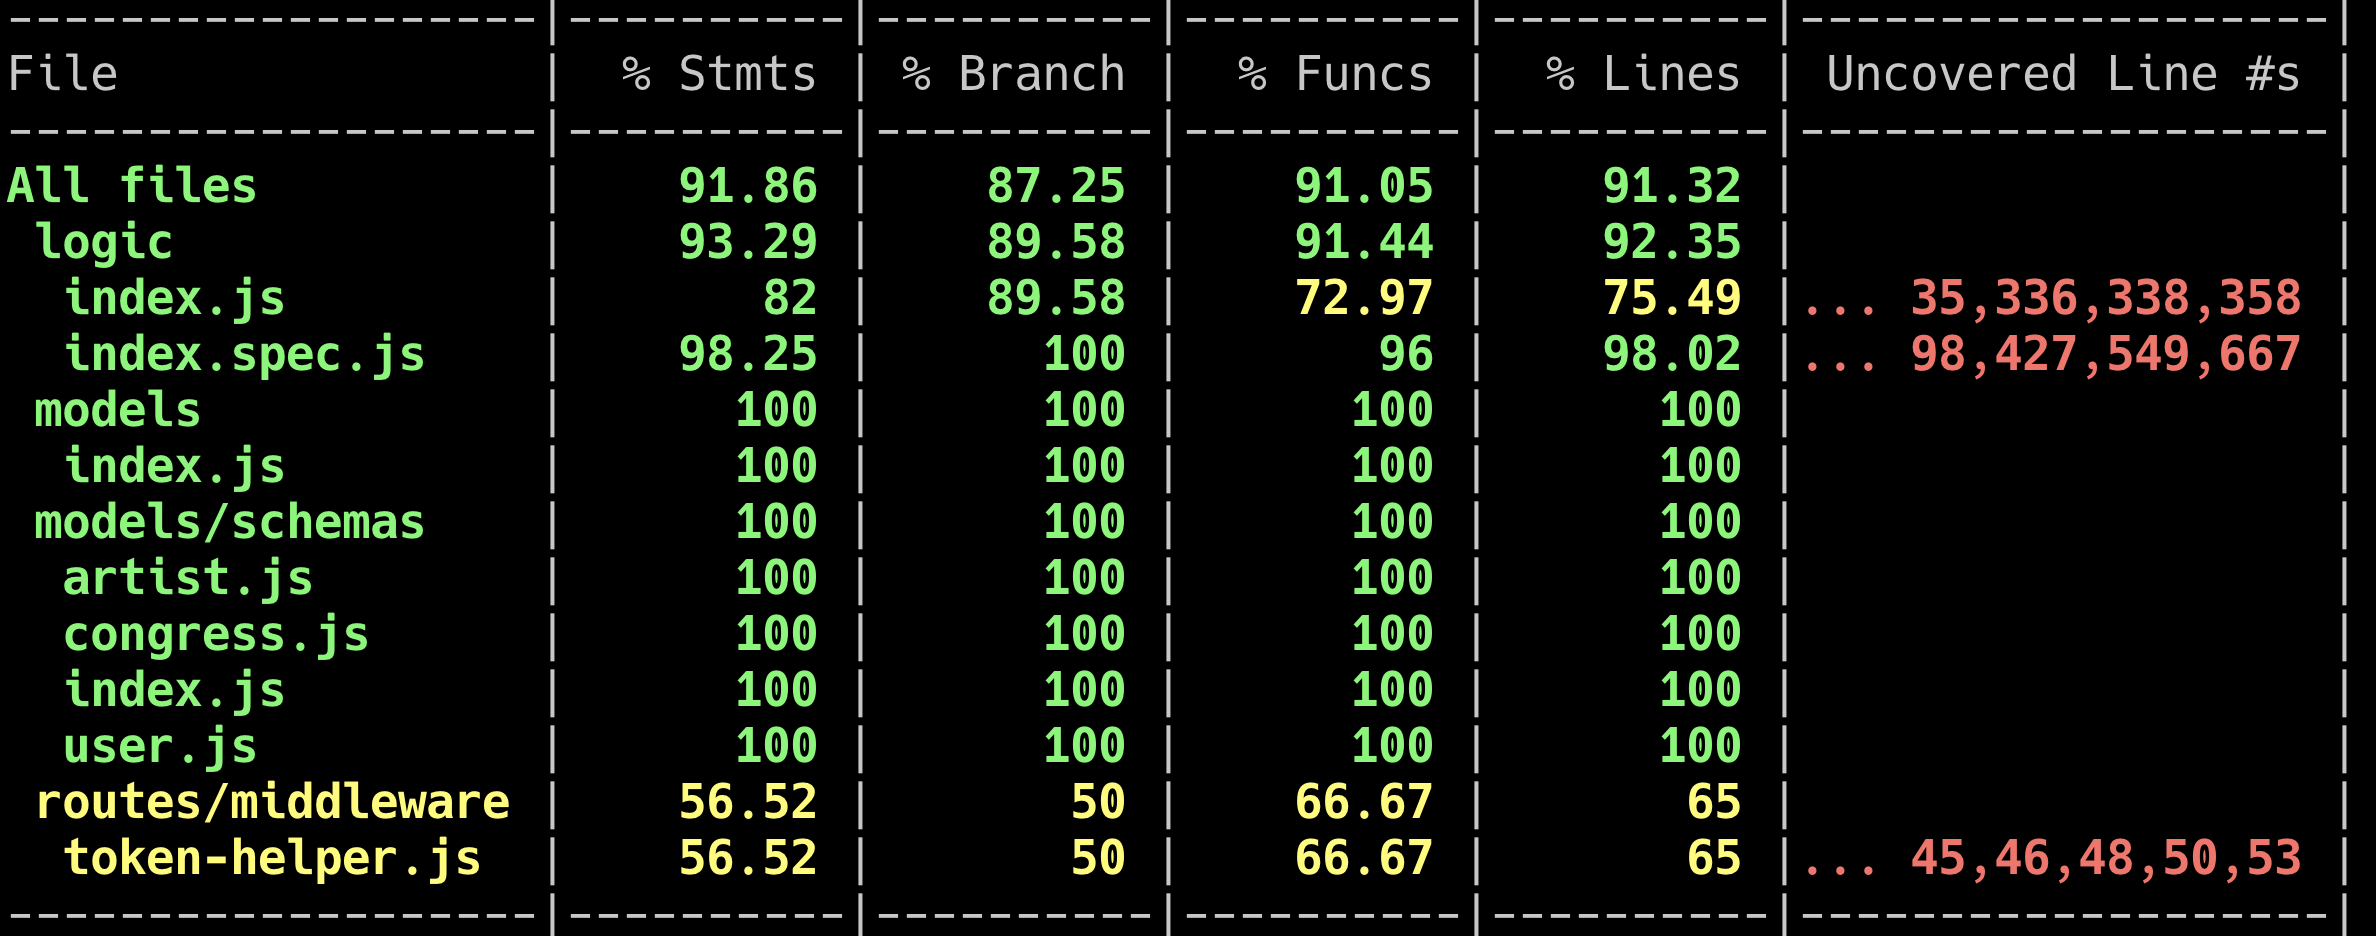 --------------------|----------|----------|----------|----------|--------------------|
File                |  % Stmts | % Branch |  % Funcs |  % Lines | Uncovered Line #s |
--------------------|----------|----------|----------|----------|--------------------|
All files           |    91.86 |    87.25 |    91.05 |    91.32 |                   |
 logic              |    93.29 |    89.58 |    91.44 |    92.35 |                   |
  index.js          |       82 |    89.58 |    72.97 |    75.49 |... 35,336,338,358 |
  index.spec.js     |    98.25 |      100 |       96 |    98.02 |... 98,427,549,667 |
 models             |      100 |      100 |      100 |      100 |                   |
  index.js          |      100 |      100 |      100 |      100 |                   |
 models/schemas     |      100 |      100 |      100 |      100 |                   |
  artist.js         |      100 |      100 |      100 |      100 |                   |
  congress.js       |      100 |      100 |      100 |      100 |                   |
  index.js          |      100 |      100 |      100 |      100 |                   |
  user.js           |      100 |      100 |      100 |      100 |                   |
 routes/middleware  |    56.52 |       50 |    66.67 |       65 |                   |
  token-helper.js   |    56.52 |       50 |    66.67 |       65 |... 45,46,48,50,53 |
--------------------|----------|----------|----------|----------|--------------------|